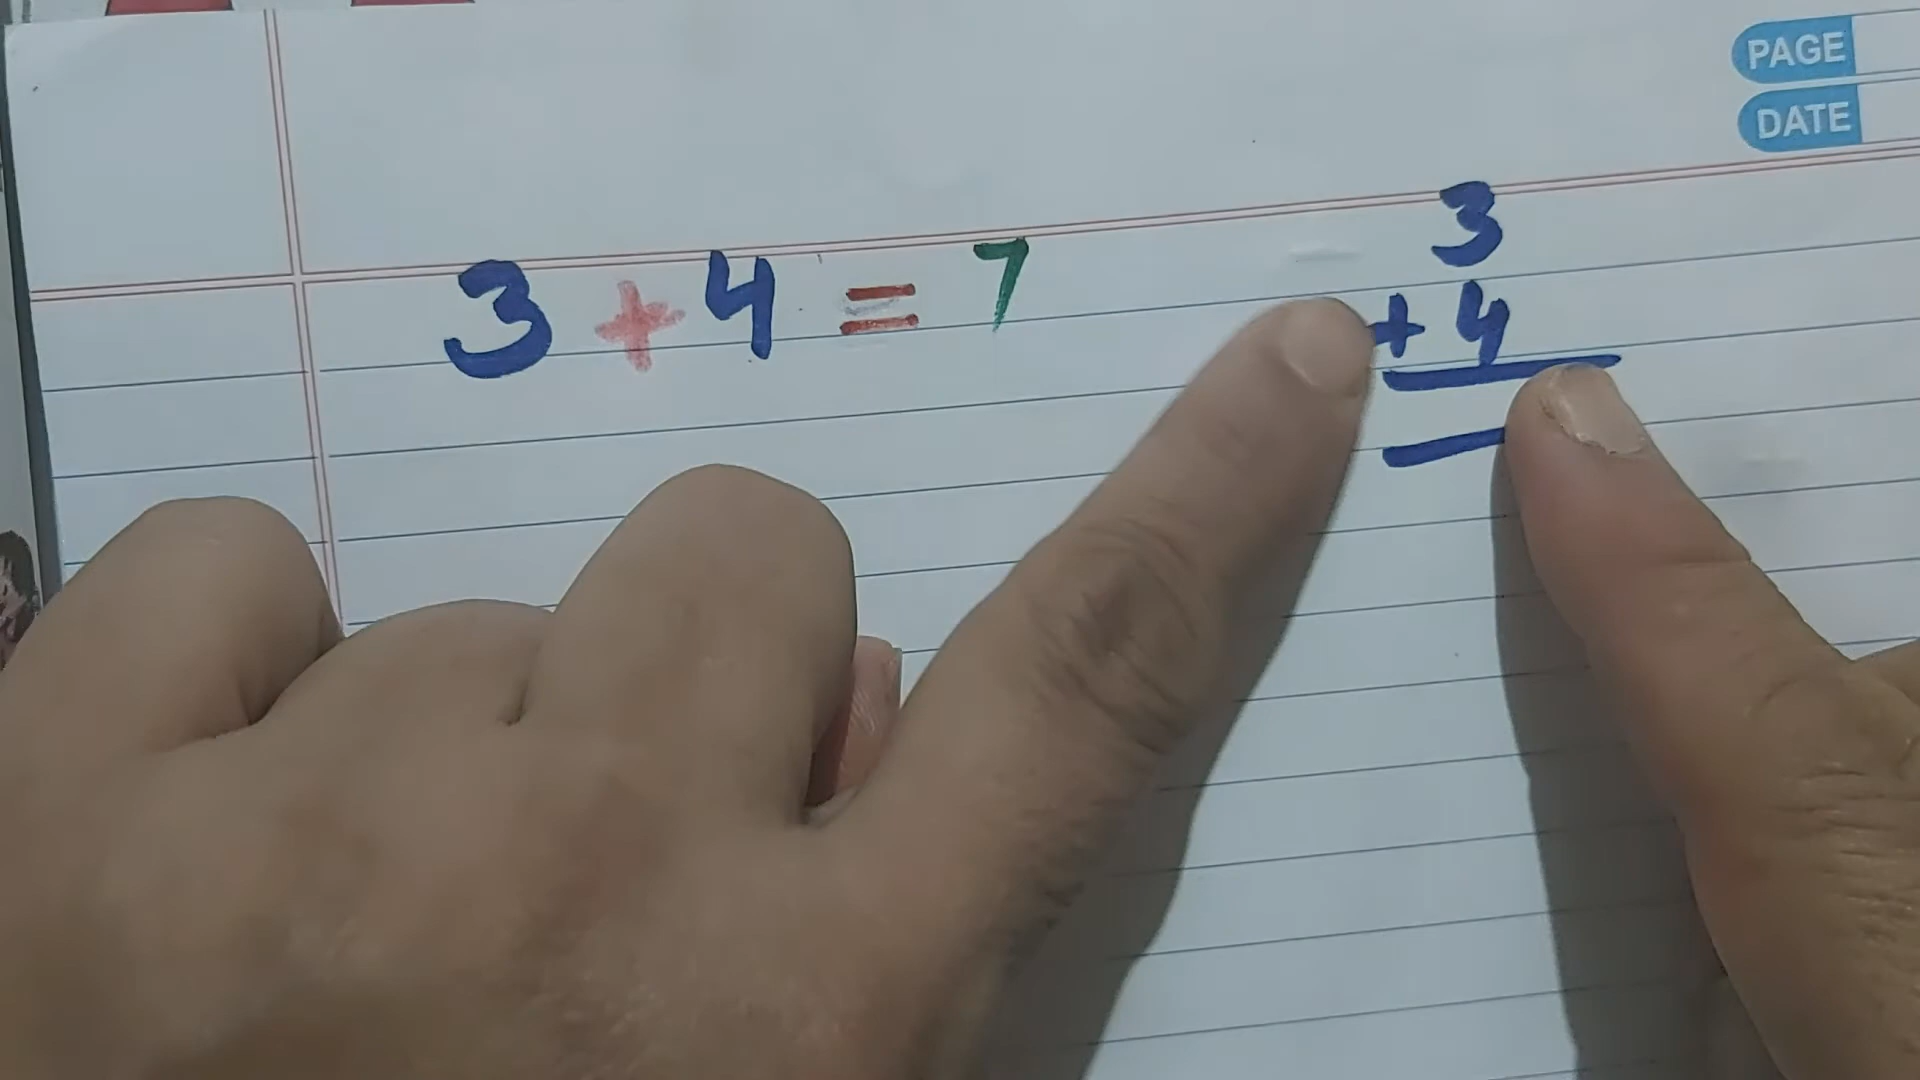 PAGE
DATE
3 + 4 = 7
3
+ 4